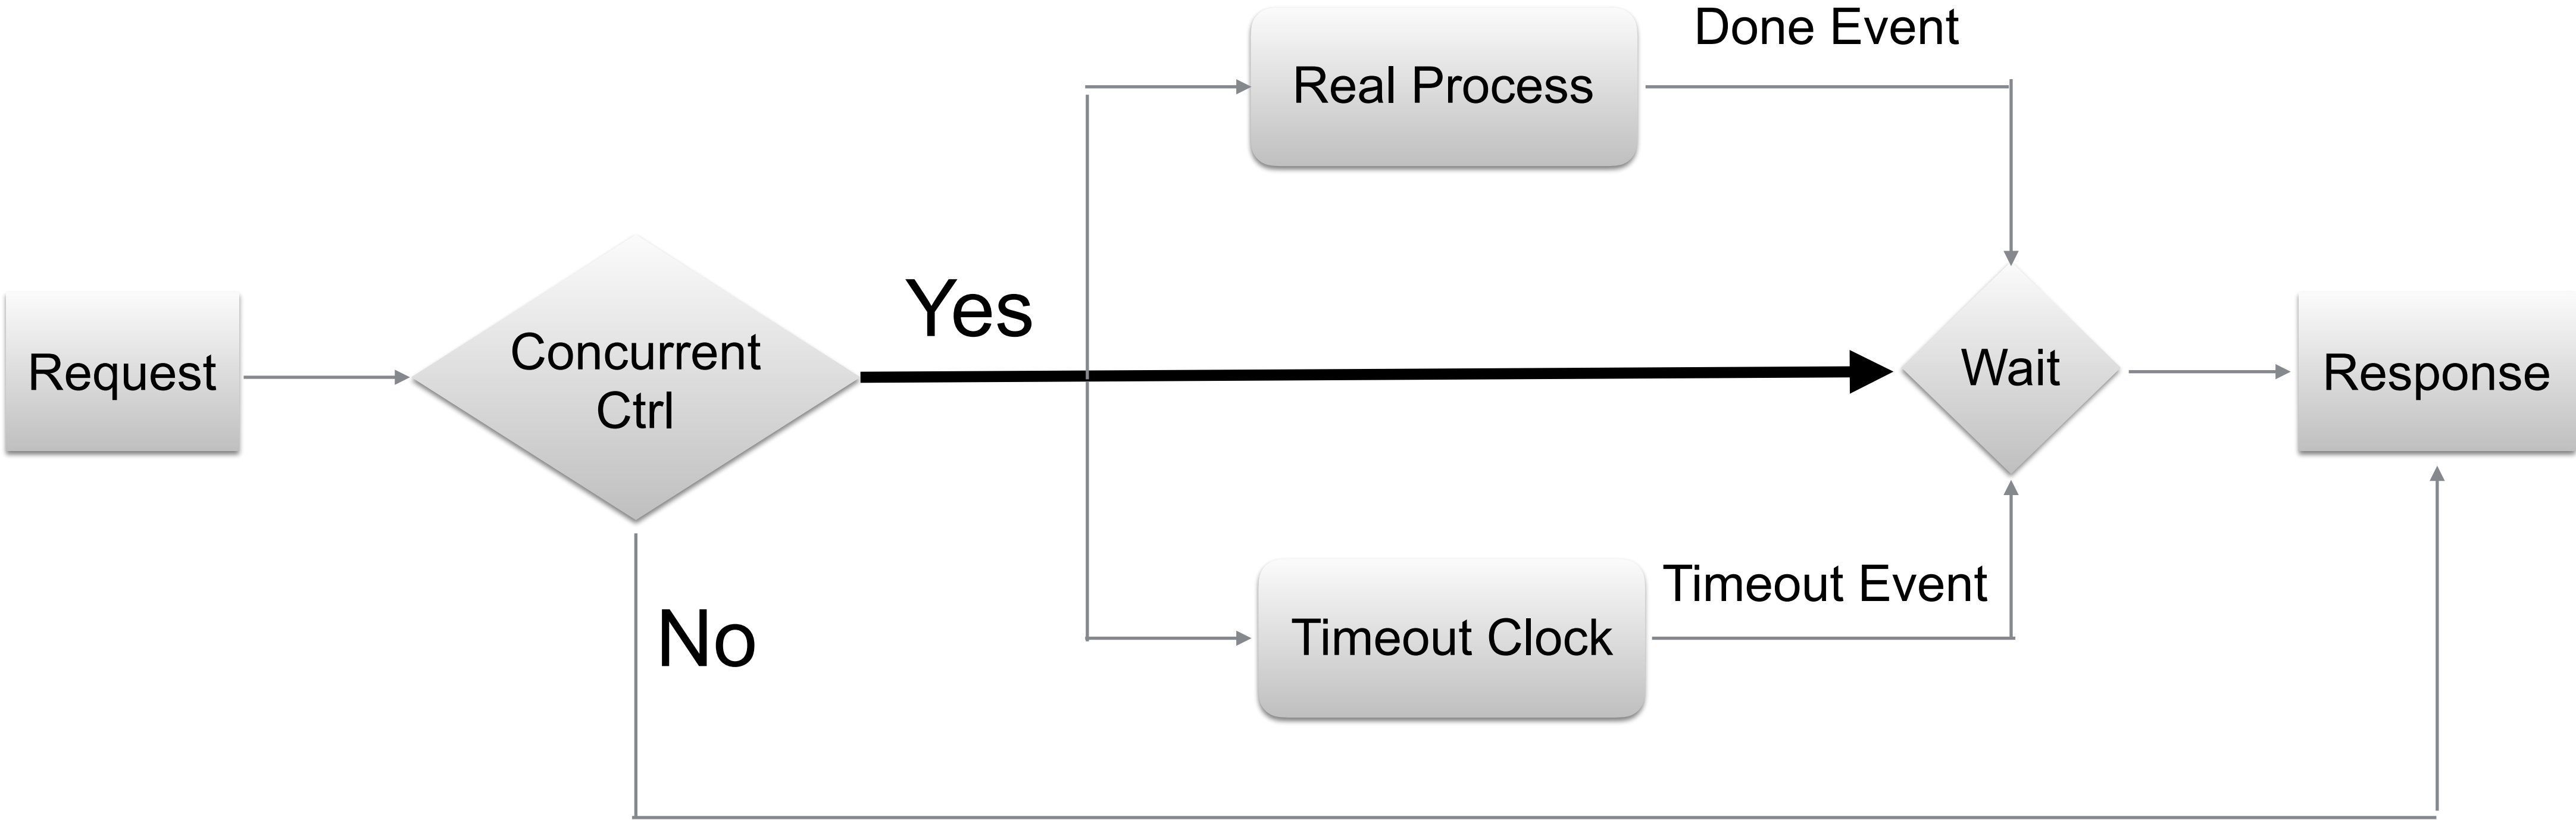 Done Event
Real Process
Yes
Request
Concurrent
Ctrl
Wait
Response
Timeout Event
Timeout Clock
No